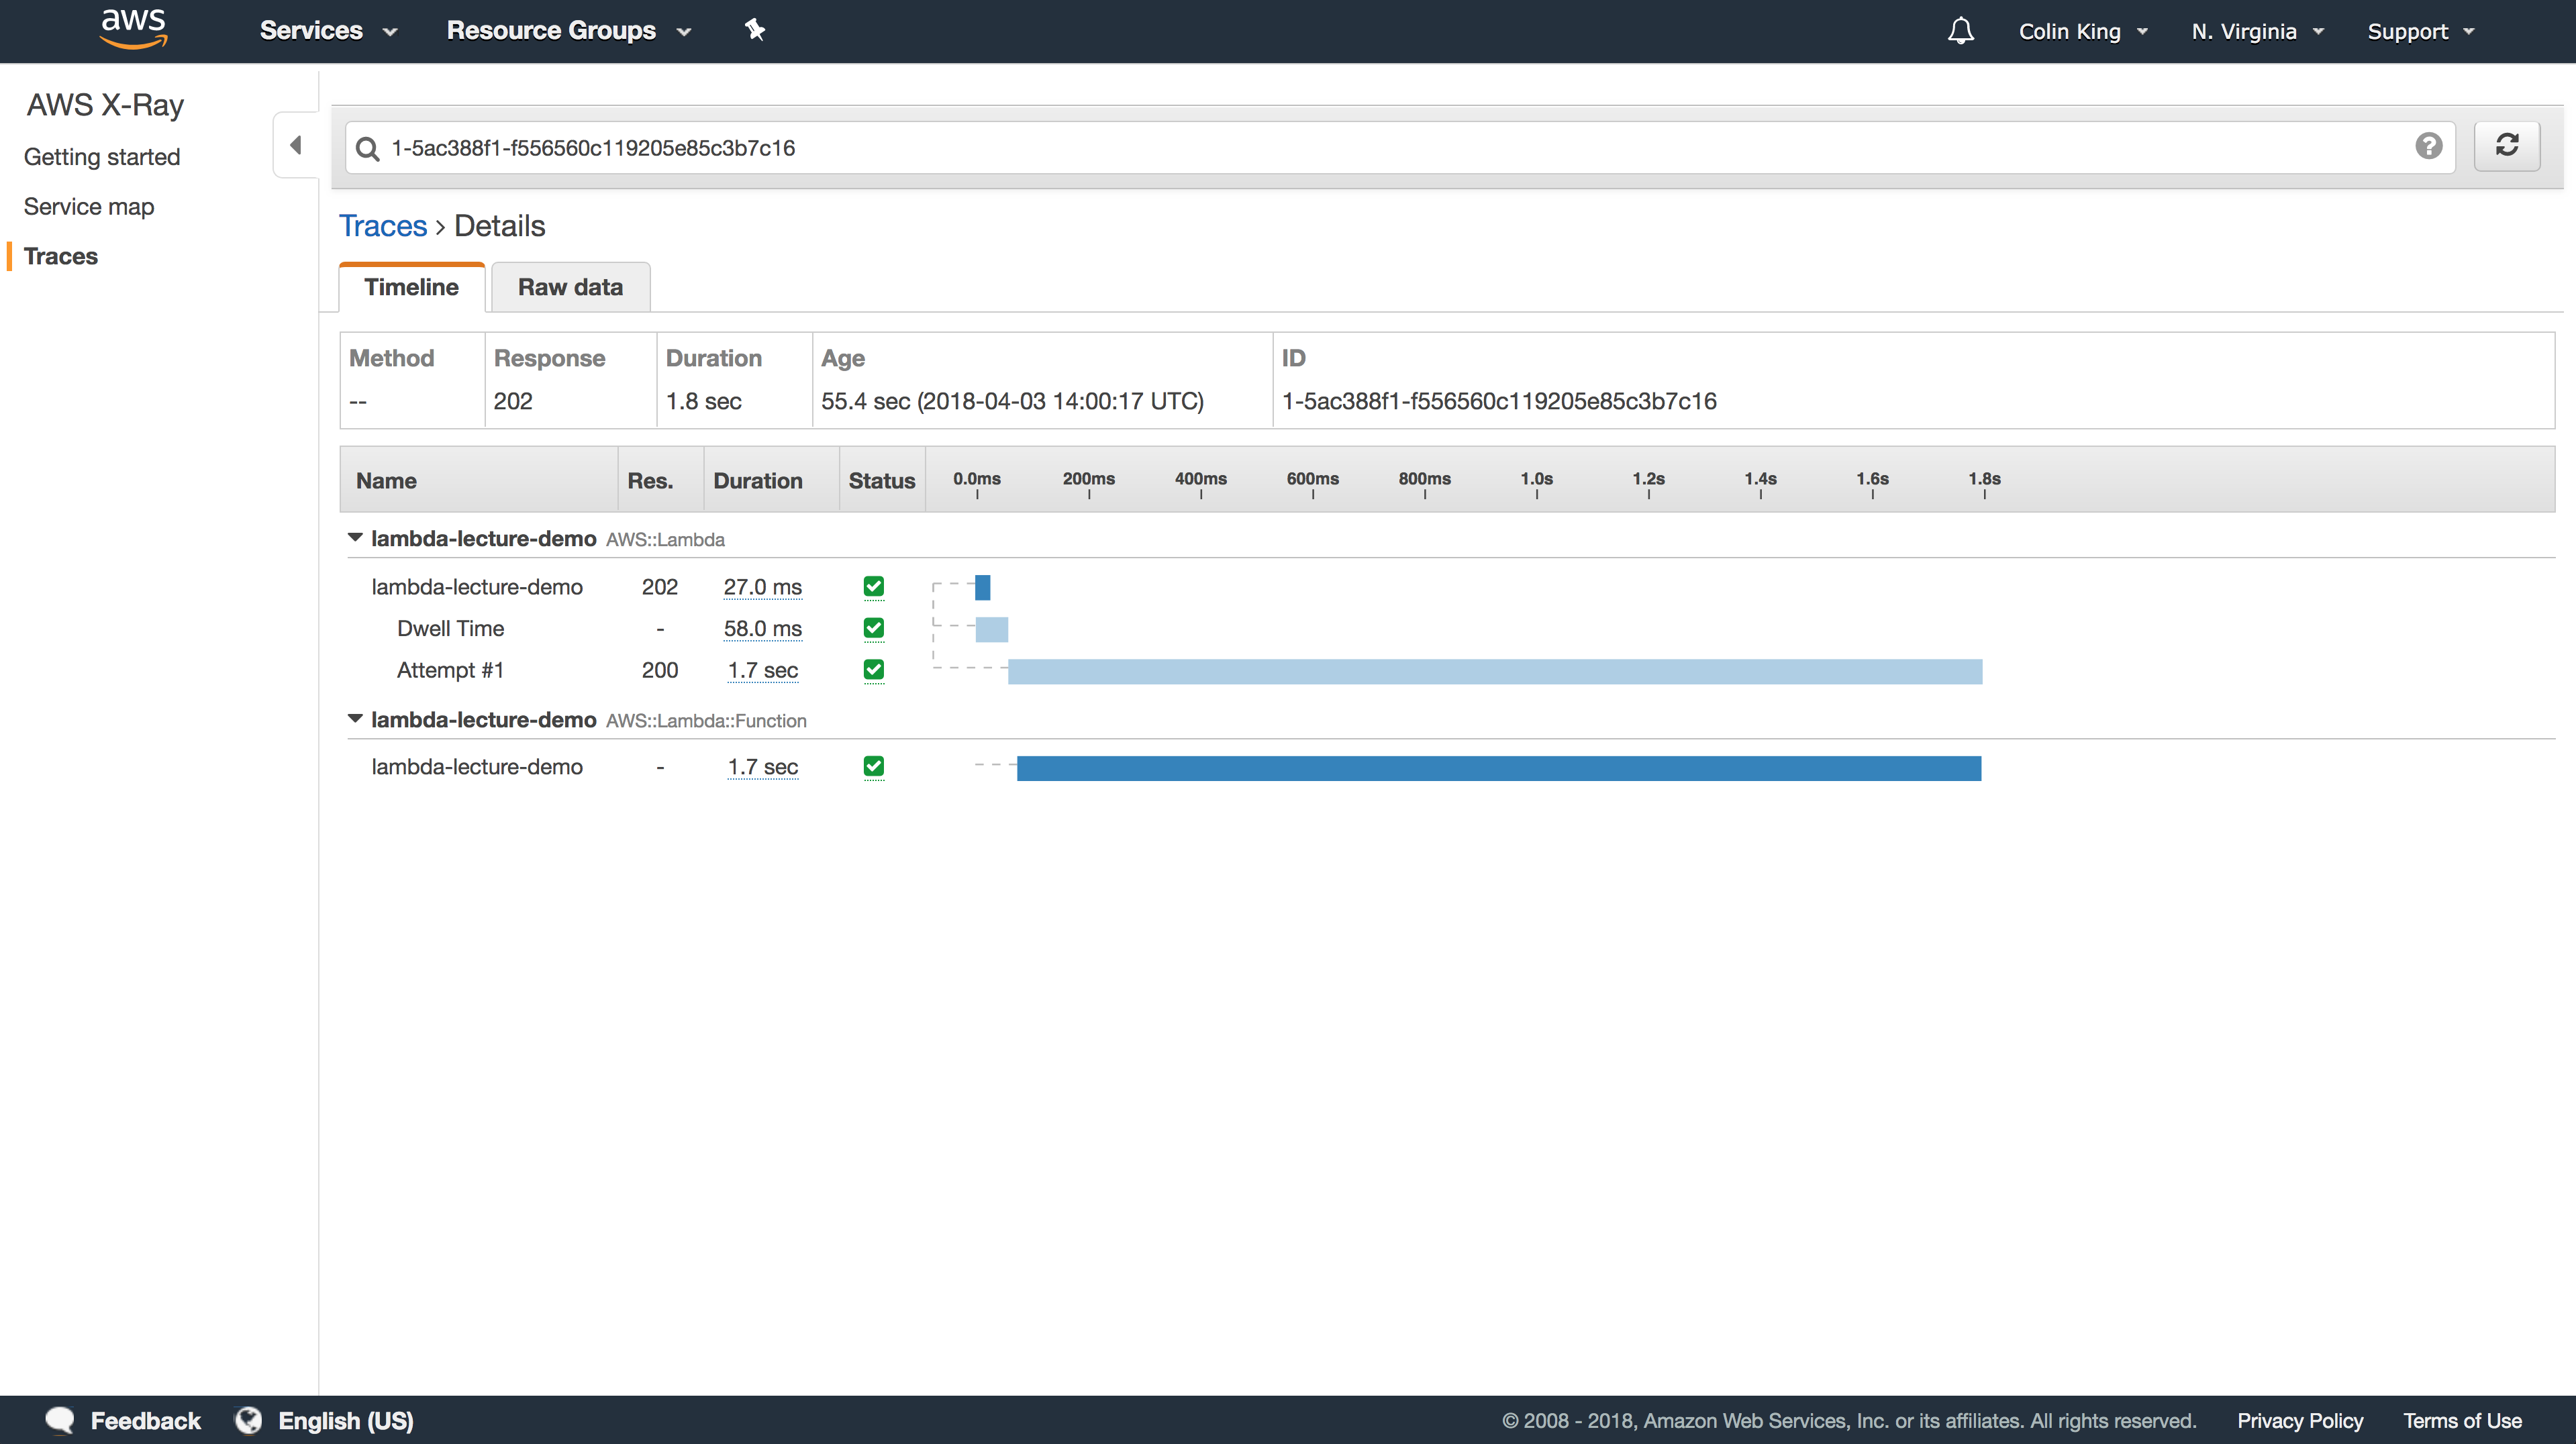 aws Services Resource Groups Colin King N. Virginia Support
AWS X-Ray
Getting started
Service map
Traces
1-5ac388f1-f556560c119205e85c3b7c16 ?
Traces > Details
Timeline Raw data
Method Response Duration Age ID
-- 202 1.8 sec 55.4 sec (2018-04-03 14:00:17 UTC) 1-5ac388f1-f556560c119205e85c3b7c16
Name Res. Duration Status 0.0ms 200ms 400ms 600ms 800ms 1.0s 1.2s 1.4s 1.6s 1.8s
lambda-lecture-demo AWS::Lambda
lambda-lecture-demo 202 27.0 ms
Dwell Time - 58.0 ms
Attempt #1 200 1.7 sec
lambda-lecture-demo AWS::Lambda::Function
lambda-lecture-demo - 1.7 sec
Feedback English (US) © 2008 - 2018, Amazon Web Services, Inc. or its affiliates. All rights reserved. Privacy Policy Terms of Use